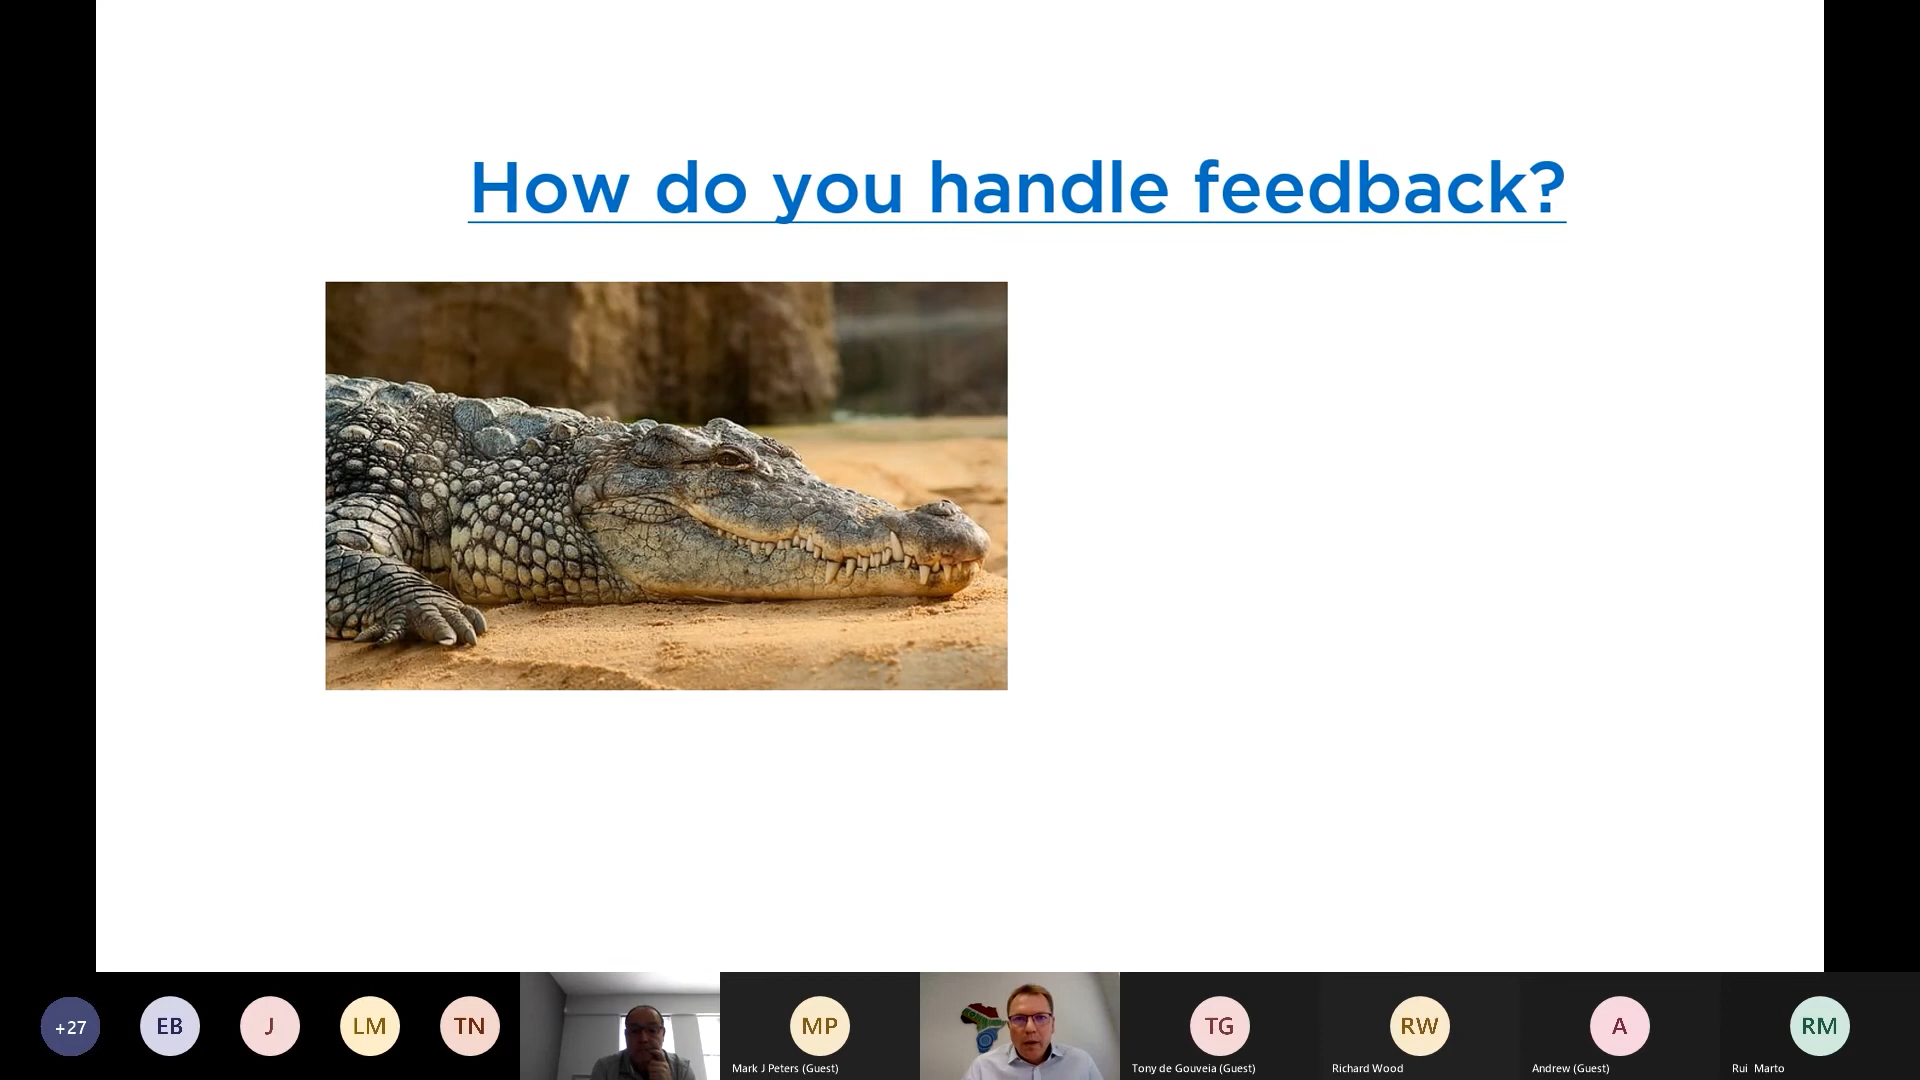 How do you handle feedback?
+27
EB
J
LM
TN
MP
Mark J Peters (Guest)
TG
Tony de Gouveia (Guest)
RW
Richard Wood
A
Andrew (Guest)
RM
Rui Marto